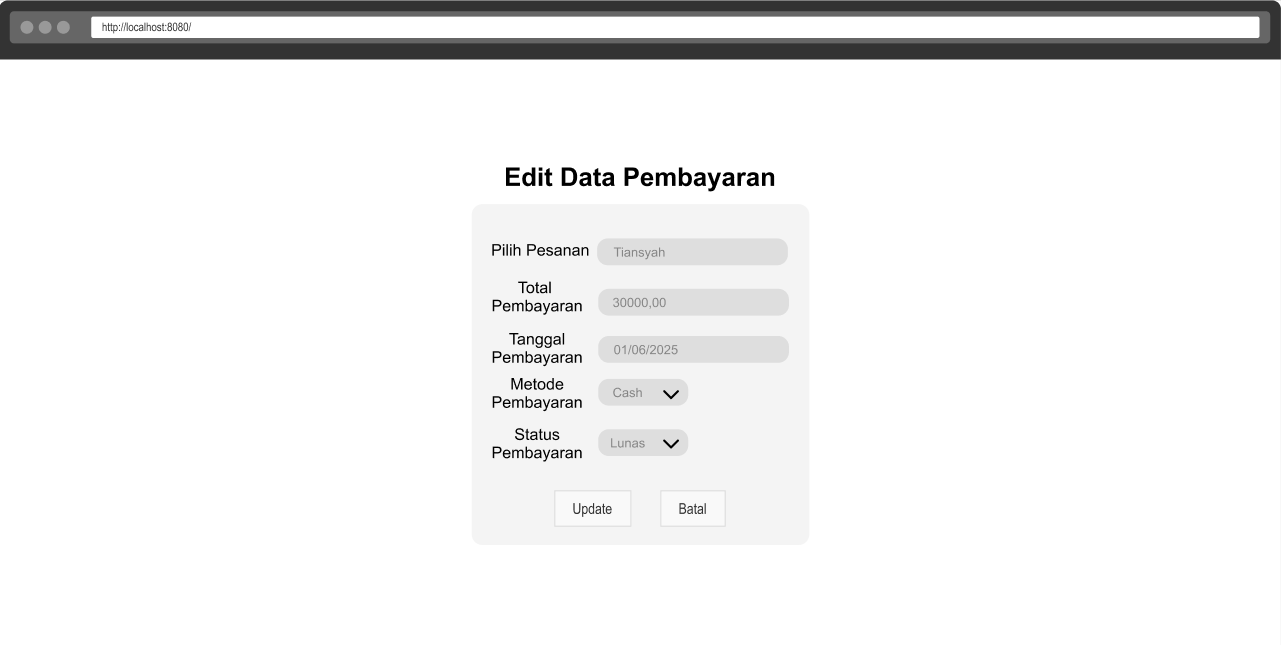 http://localhost:8080/
Edit Data Pembayaran
Pilih Pesanan Tiansyah
Total
Pembayaran 30000,00
Tanggal
Pembayaran 01/06/2025
Metode
Pembayaran Cash
Status
Pembayaran Lunas
Update Batal